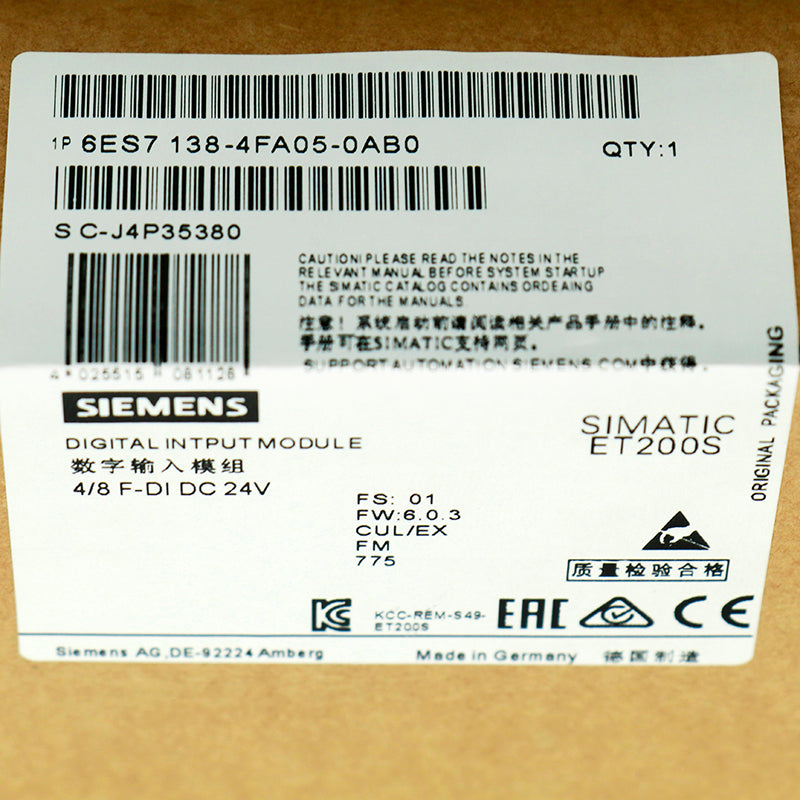 1P 6ES7 138-4FA05-0AB0
QTY:1
S C-J4P35380
CAUTION!PLEASE READ THE NOTES IN THE
RELEVANT MANUAL BEFORE SYSTEM STARTUP
THE SIMATIC CATALOG CONTAINS ORDEAING
DATA FOR THE MANUALS
注意！系统启动前请阅读相关产品手册中的注释。
手册可在SIMATIC支持网页。
SUPPORT AUTOMATION SIEMENS COM中获得。
4 025515 081128
SIEMENS
DIGITAL INTPUT MODULE
数字输入模组
4/8 F-DI DC 24V
SIMATIC
ET200S
ORIGINAL PACKAGING
FS: 01
FW:6.0.3
CUL/EX
FM
775
质量检验合格
KC
KCC-REM-S49-
ET200S
EAC
CE
Siemens AG,DE-92224 Amberg
Made in Germany 德国制造